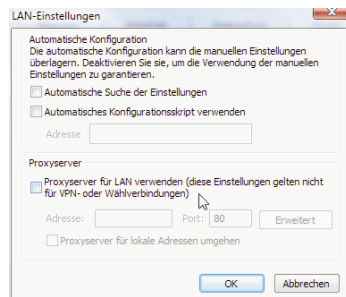 LAN-Einstellungen
Automatische Konfiguration
Die automatische Konfiguration kann die manuellen Einstellungen
überlagern. Deaktivieren Sie sie, um die Verwendung der manuellen
Einstellungen zu garantieren.
Automatische Suche der Einstellungen
Automatisches Konfigurationsskript verwenden
Adresse
Proxyserver
Proxyserver für LAN verwenden (diese Einstellungen gelten nicht
für VPN- oder Wählverbindungen)
Adresse: Port: 80 Erweitert
Proxyserver für lokale Adressen umgehen
OK Abbrechen